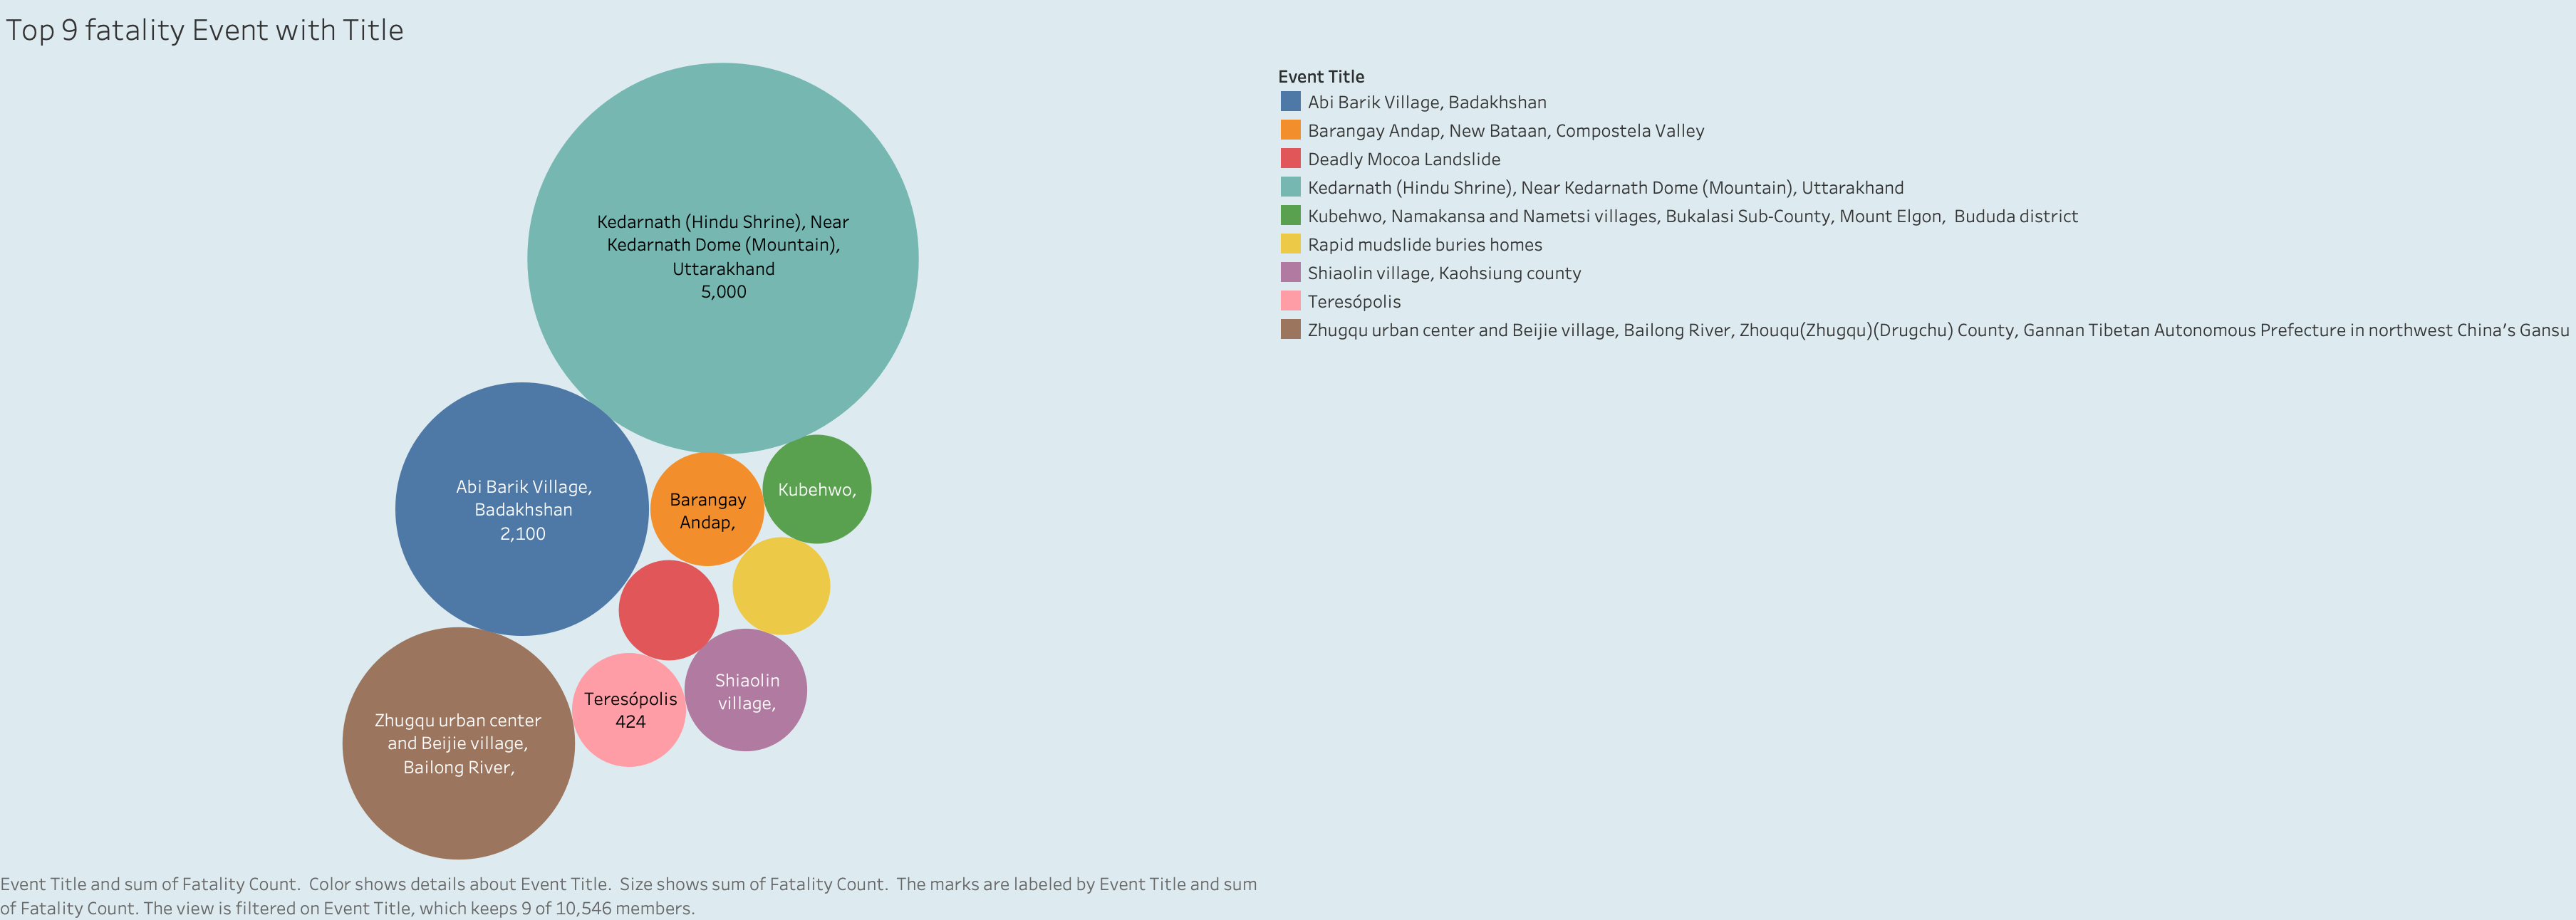 Top 9 fatality Event with Title
Kedarnath (Hindu Shrine), Near
Kedarnath Dome (Mountain),
Uttarakhand
5,000
Abi Barik Village,
Badakhshan
2,100
Barangay
Andap,
Kubehwo,
Shiaolin
village,
Teresópolis
424
Zhugqu urban center
and Beijie village,
Bailong River,
Event Title
Abi Barik Village, Badakhshan
Barangay Andap, New Bataan, Compostela Valley
Deadly Mocoa Landslide
Kedarnath (Hindu Shrine), Near Kedarnath Dome (Mountain), Uttarakhand
Kubehwo, Namakansa and Nametsi villages, Bukalasi Sub-County, Mount Elgon,  Bududa district
Rapid mudslide buries homes
Shiaolin village, Kaohsiung county
Teresópolis
Zhugqu urban center and Beijie village, Bailong River, Zhouqu(Zhugqu)(Drugchu) County, Gannan Tibetan Autonomous Prefecture in northwest China’s Gansu
Event Title and sum of Fatality Count.  Color shows details about Event Title.  Size shows sum of Fatality Count.  The marks are labeled by Event Title and sum
of Fatality Count. The view is filtered on Event Title, which keeps 9 of 10,546 members.